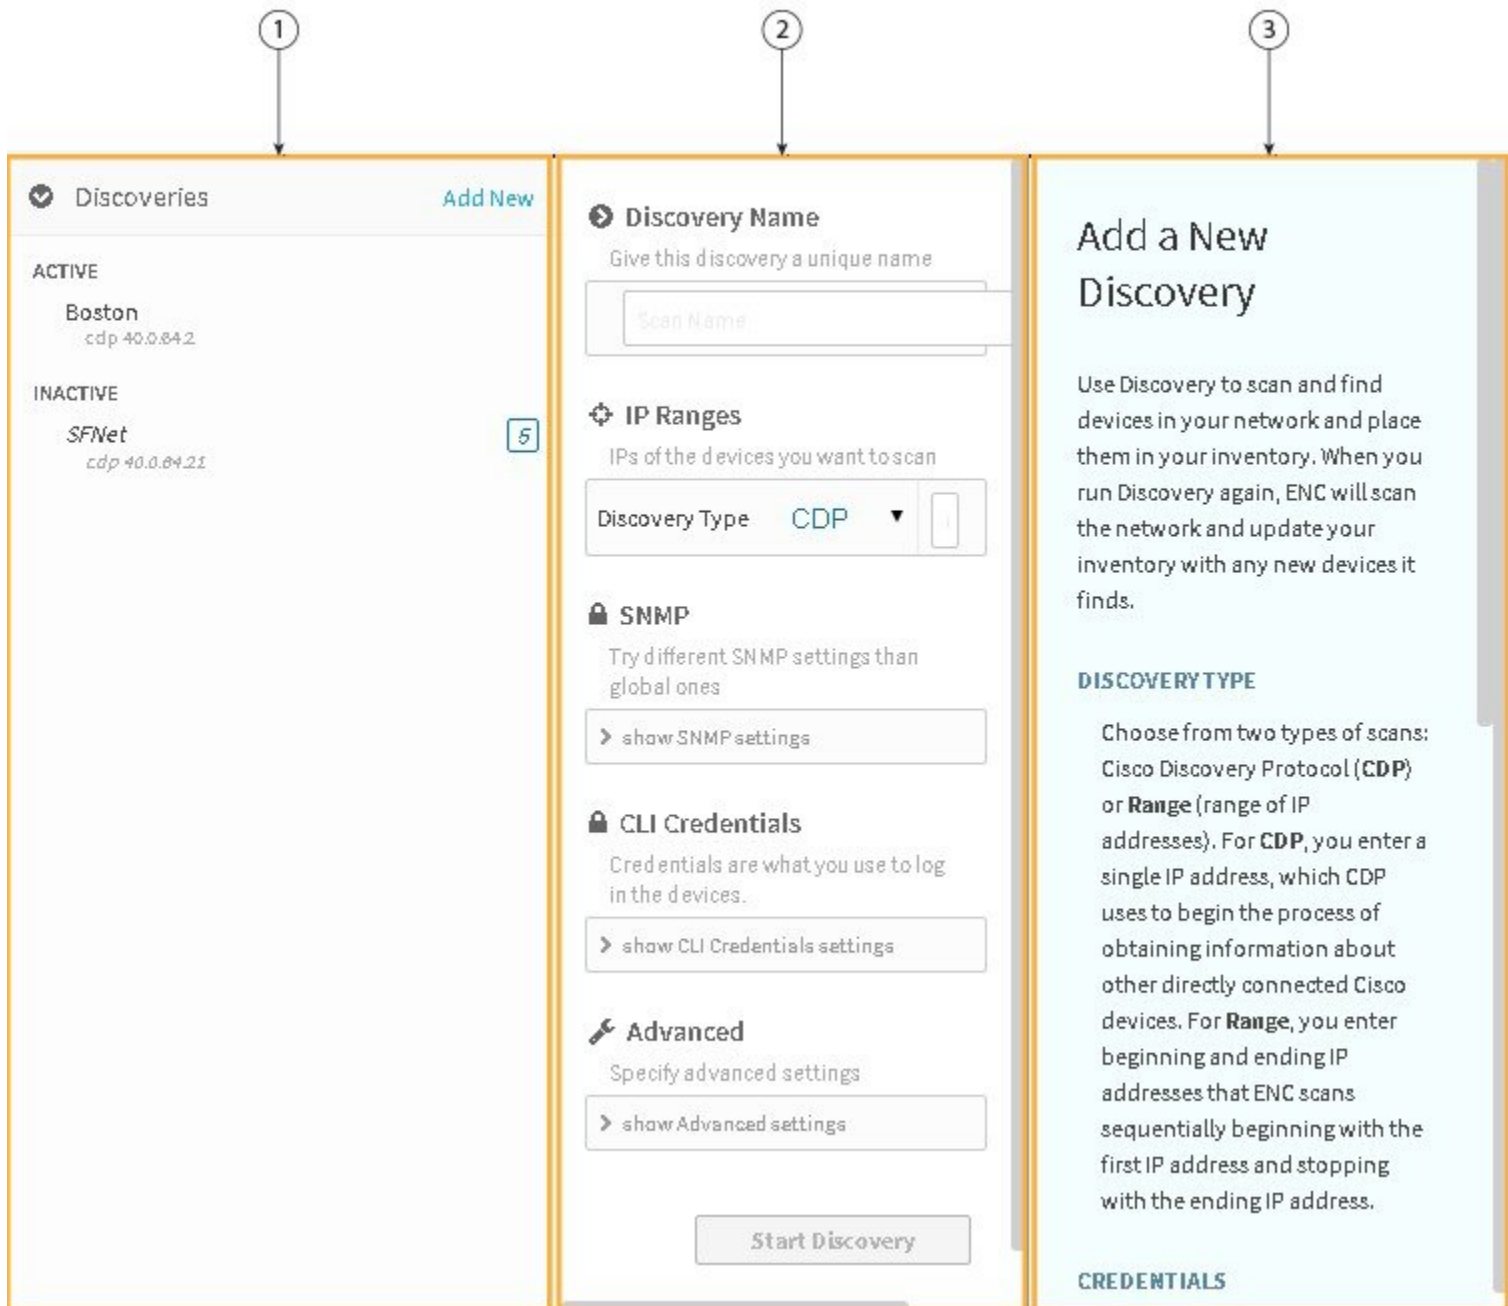 1
2
3
Discoveries
Add New
ACTIVE
Boston
cdp 40.0.84.2
INACTIVE
SFNet
5
cdp 40.0.84.21
Discovery Name
Give this discovery a unique name
Scan Name
IP Ranges
IPs of the devices you want to scan
Discovery Type CDP
SNMP
Try different SNMP settings than
global ones
show SNMP settings
CLI Credentials
Credentials are what you use to log
in the devices.
show CLI Credentials settings
Advanced
Specify advanced settings
show Advanced settings
Start Discovery
Add a New
Discovery
Use Discovery to scan and find
devices in your network and place
them in your inventory. When you
run Discovery again, ENC will scan
the network and update your
inventory with any new devices it
finds.
DISCOVERY TYPE
Choose from two types of scans:
Cisco Discovery Protocol (CDP)
or Range (range of IP
addresses). For CDP, you enter a
single IP address, which CDP
uses to begin the process of
obtaining information about
other directly connected Cisco
devices. For Range, you enter
beginning and ending IP
addresses that ENC scans
sequentially beginning with the
first IP address and stopping
with the ending IP address.
CREDENTIALS